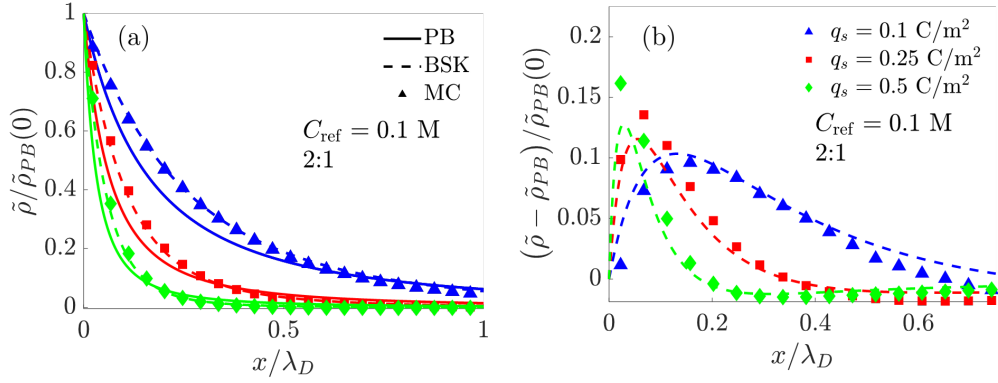 (a)
PB
BSK
MC
C_ref = 0.1 M
2:1
ρ̃/ρ̃_PB(0)
1
0.8
0.6
0.4
0.2
0
0
0.5
1
x/λ_D
(b)
q_s = 0.1 C/m²
q_s = 0.25 C/m²
q_s = 0.5 C/m²
C_ref = 0.1 M
2:1
(ρ̃ − ρ̃_PB)/ρ̃_PB(0)
0.2
0.15
0.1
0.05
0
0
0.2
0.4
0.6
x/λ_D